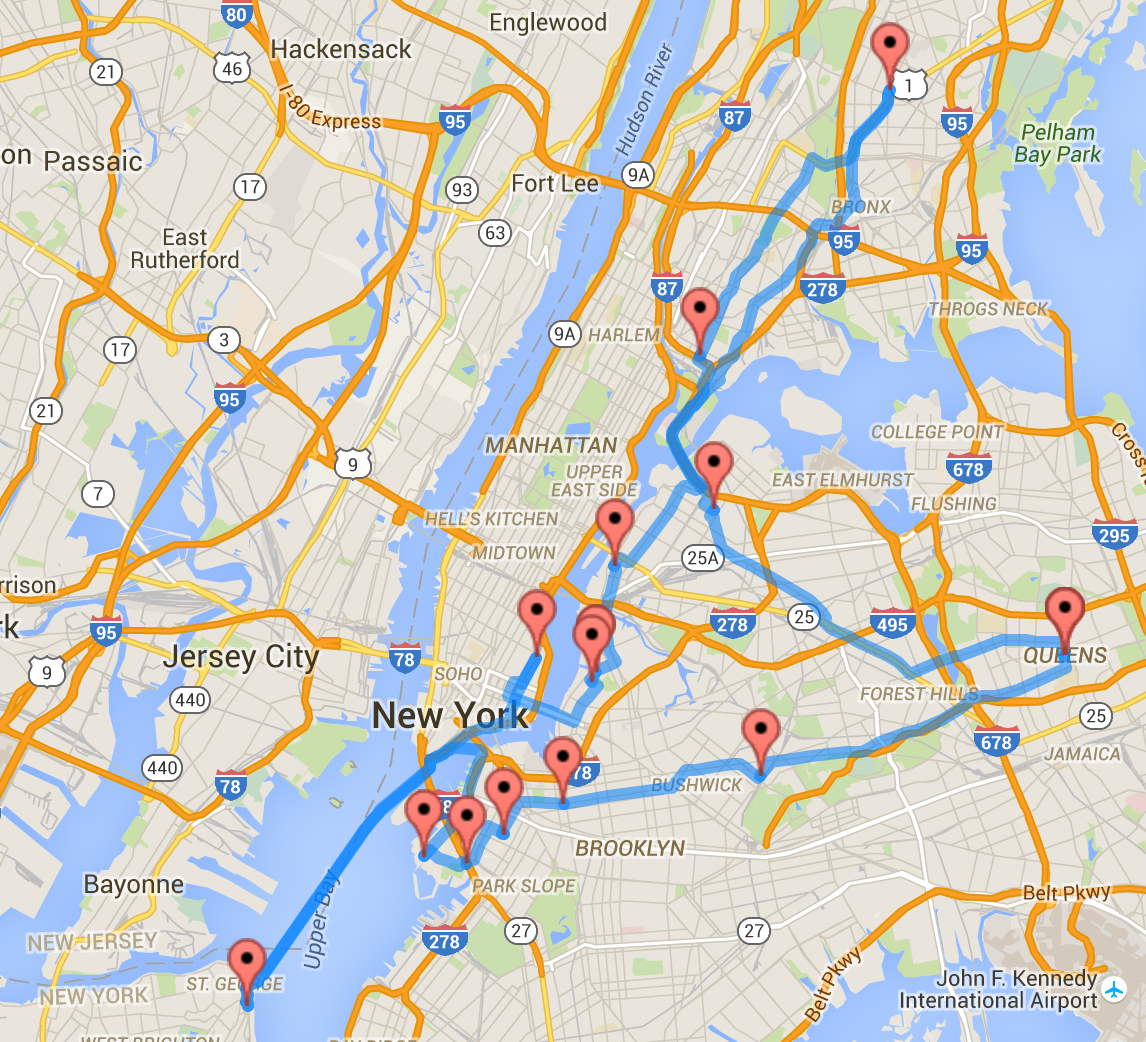 80
Englewood
Hackensack
21
46
1
I-80 Express
95
87
95
Hudson River
Pelham
Bay Park
on
Passaic
9A
17
93
Fort Lee
63
BRONX
East
Rutherford
95
95
87
278
THROGS NECK
3
9A
HARLEM
17
95
21
COLLEGE POINT
Cross
MANHATTAN
9
678
UPPER
EAST SIDE
EAST ELMHURST
7
FLUSHING
HELL'S KITCHEN
295
MIDTOWN
25A
rrison
rk
95
278
25
495
Jersey City
78
QUEENS
9
SOHO
440
FOREST HILLS
New York
25
678
JAMAICA
440
78
78
BUSHWICK
BROOKLYN
Bayonne
PARK SLOPE
Belt Pkwy
Upper Bay
278
27
27
NEW JERSEY
NEW YORK
ST. GEORGE
Belt Pkwy
John F. Kennedy
International Airport
WEST BRIGHTON
BAY RIDGE